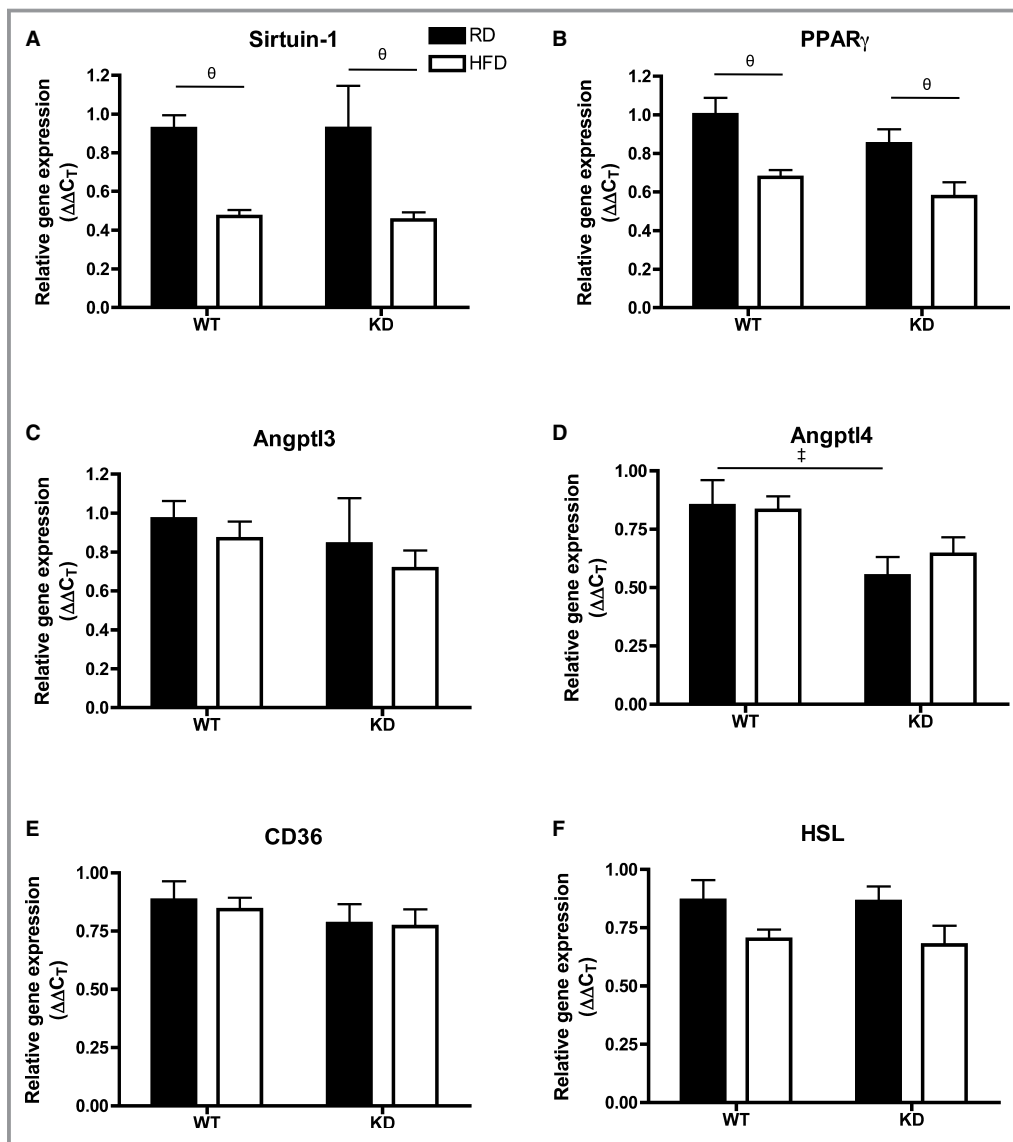 A
Sirtuin-1
RD
HFD
θ
θ
1.2
1.0
0.8
0.6
0.4
0.2
0.0
Relative gene expression
(ΔΔCT)
WT
KD
B
PPARγ
θ
θ
1.2
1.0
0.8
0.6
0.4
0.2
0.0
Relative gene expression
(ΔΔCT)
WT
KD
C
Angptl3
1.2
1.0
0.8
0.6
0.4
0.2
0.0
Relative gene expression
(ΔΔCT)
WT
KD
D
Angptl4
‡
1.00
0.75
0.50
0.25
0.00
Relative gene expression
(ΔΔCT)
WT
KD
E
CD36
1.00
0.75
0.50
0.25
0.00
Relative gene expression
(ΔΔCT)
WT
KD
F
HSL
1.00
0.75
0.50
0.25
0.00
Relative gene expression
(ΔΔCT)
WT
KD